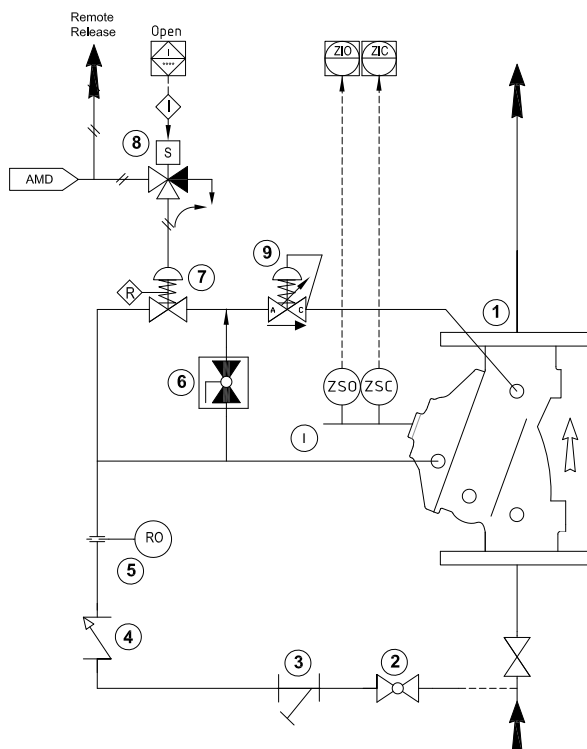 Remote
Release
Open
I
****
I
ZIO
ZIC
8
S
AMD
9
7
R
A
C
1
6
ZSO
ZSC
I
RO
5
4
3
2